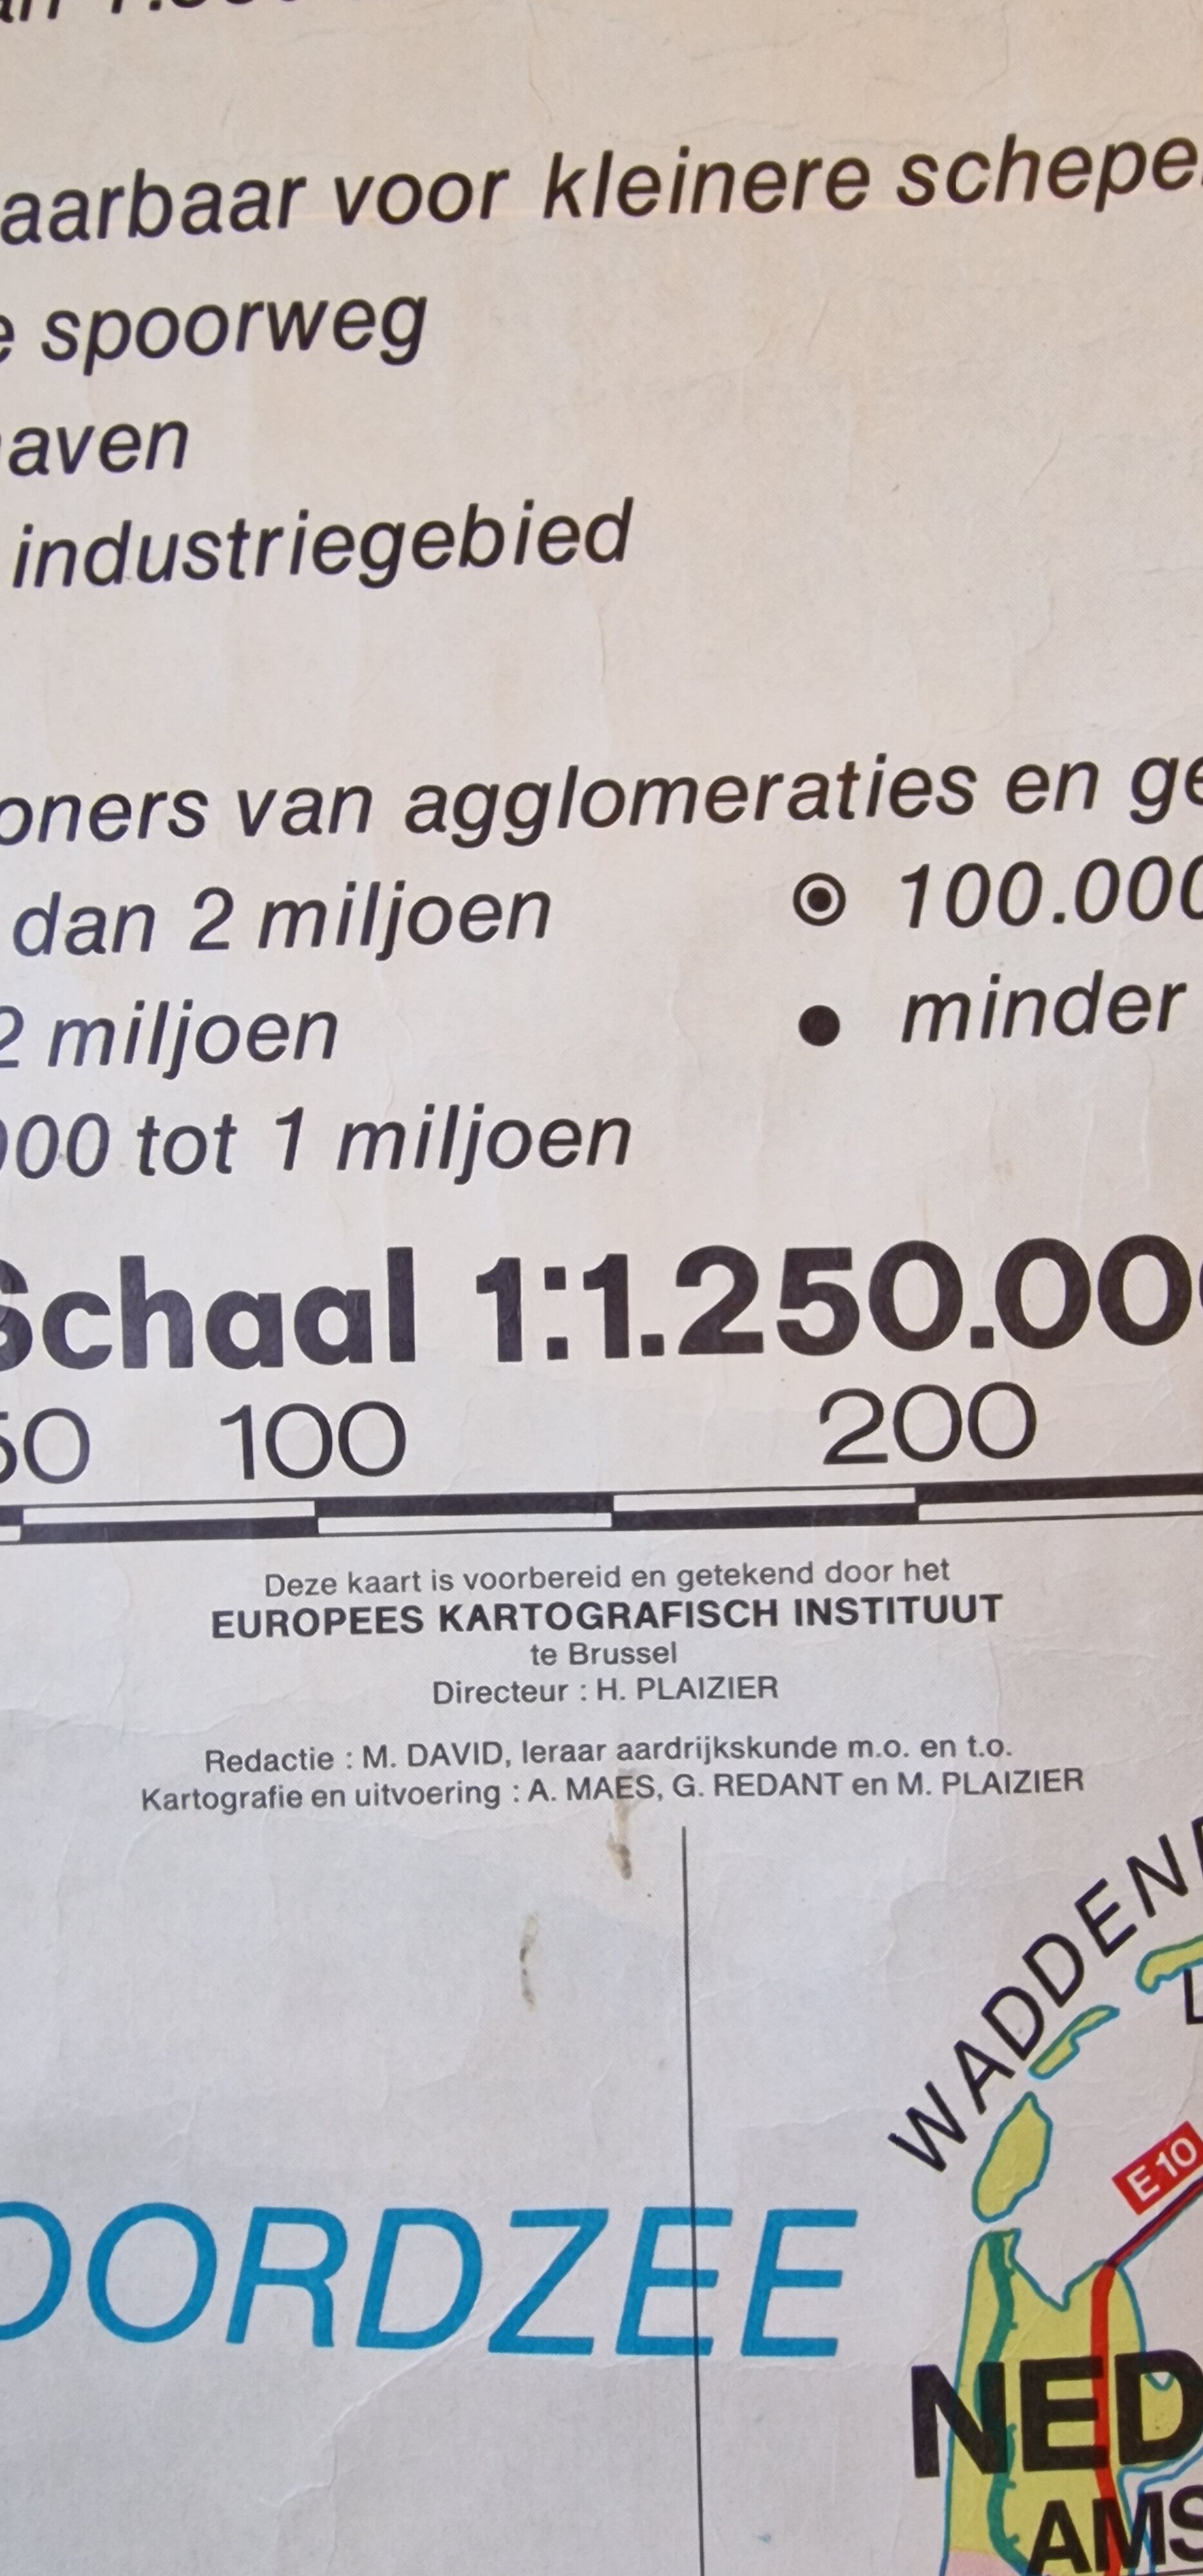 aarbaar voor kleinere schepe
e spoorweg
aven
industriegebied
oners van agglomeraties en ge
dan 2 miljoen
100.000
2 miljoen
minder
000 tot 1 miljoen
Schaal 1:1.250.00
50 100 200
Deze kaart is voorbereid en getekend door het
EUROPEES KARTOGRAFISCH INSTITUUT
te Brussel
Directeur : H. PLAIZIER
Redactie : M. DAVID, leraar aardrijkskunde m.o. en t.o.
Kartografie en uitvoering : A. MAES, G. REDANT en M. PLAIZIER
WADDEN
E10
OORDZEE
NED
AMS